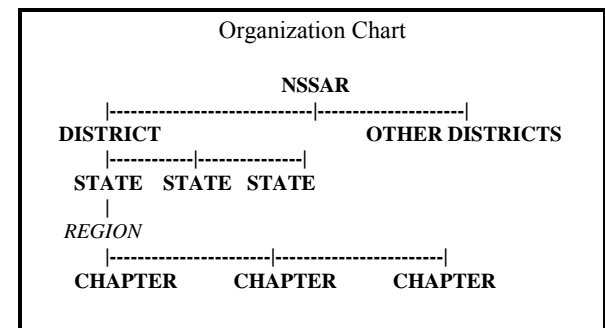 Organization Chart
NSSAR
|----------------------------|--------------------|
DISTRICT OTHER DISTRICTS
|-----------|--------------|
STATE STATE STATE
|
REGION
|----------------------|-----------------------|
CHAPTER CHAPTER CHAPTER